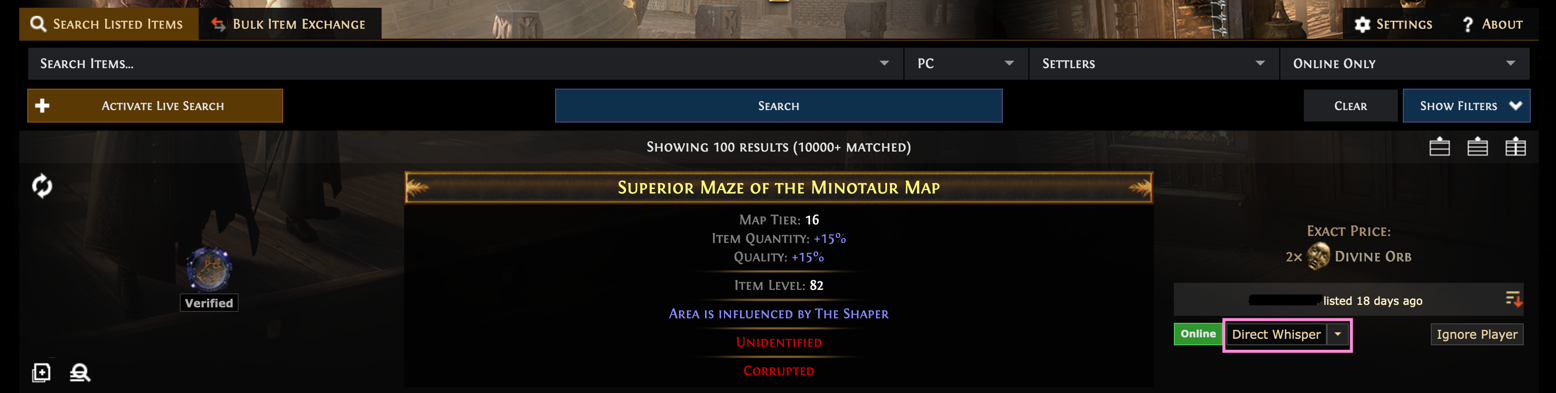 Search Listed Items
Bulk Item Exchange
Settings
? About
Search Items...
PC
Settlers
Online Only
Activate Live Search
Search
Clear
Show Filters
Showing 100 results (10000+ matched)
Superior Maze of the Minotaur Map
Map Tier: 16
Item Quantity: +15%
Quality: +15%
Item Level: 82
Area is influenced by The Shaper
Unidentified
Corrupted
Verified
Exact Price:
2× Divine Orb
listed 18 days ago
Online
Direct Whisper
Ignore Player